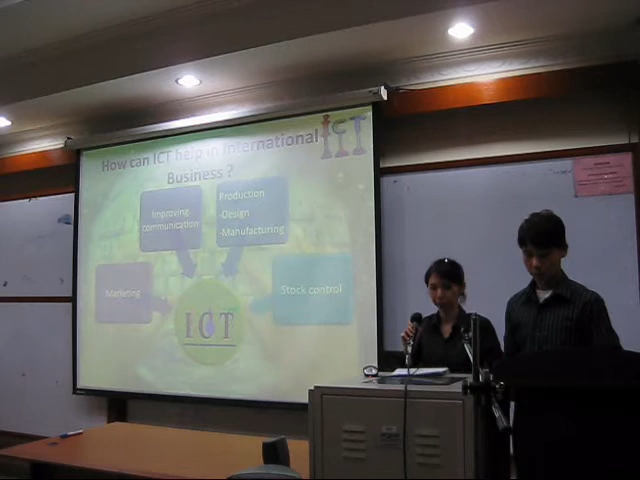 How can ICT help in International
Business ?
ICT
Improving
communication
Production
-Design
-Manufacturing
Marketing
Stock control
ICT